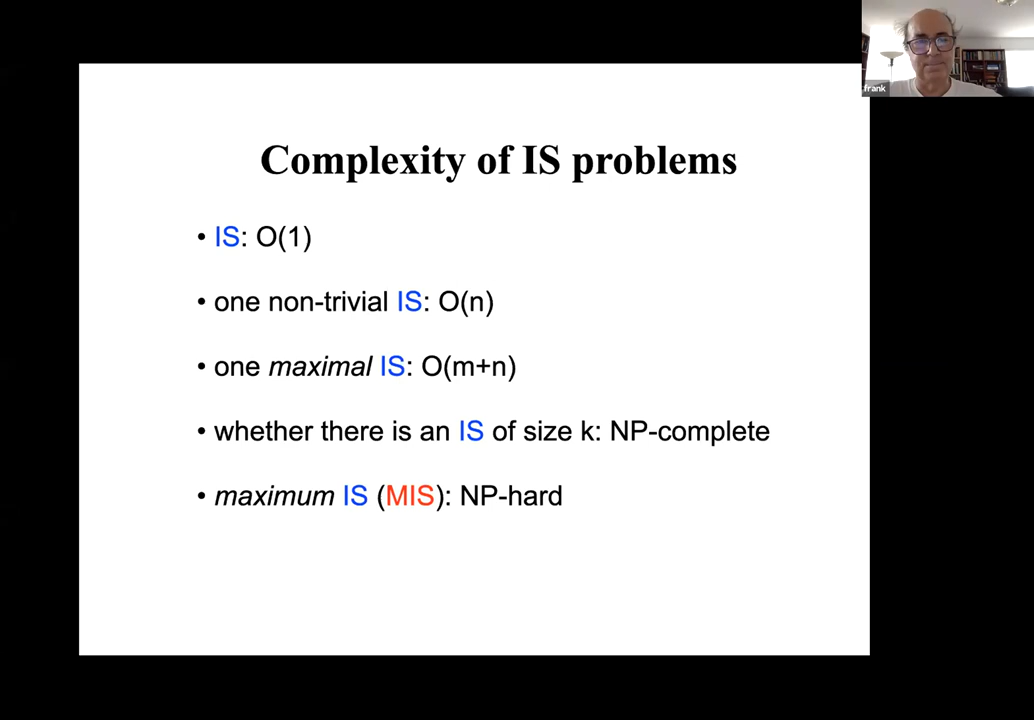 frank
Complexity of IS problems
• IS: O(1)
• one non-trivial IS: O(n)
• one maximal IS: O(m+n)
• whether there is an IS of size k: NP-complete
• maximum IS (MIS): NP-hard